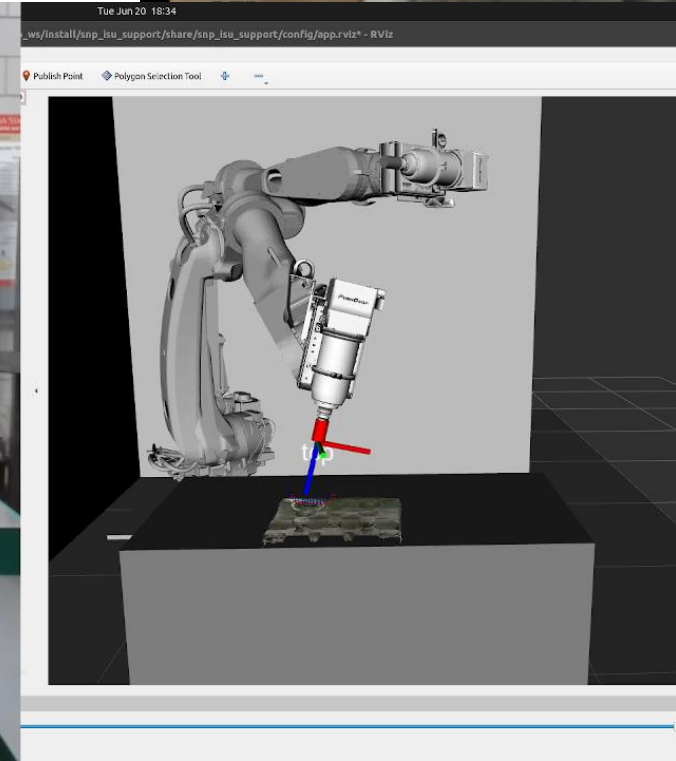 Tue Jun 20 18:34
_ws/install/snp_isu_support/share/snp_isu_support/config/app.rviz* - RViz
Publish Point
Polygon Selection Tool
tcp